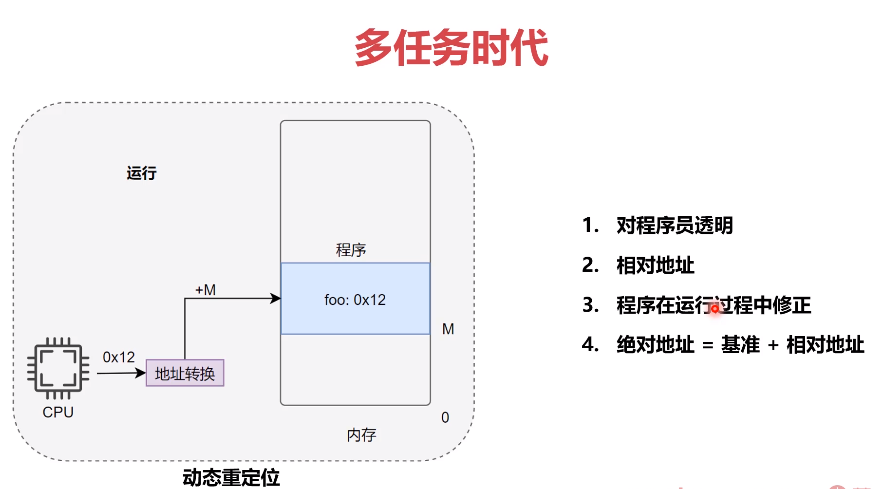 多任务时代
运行
程序
+M
foo: 0x12
M
0x12
地址转换
CPU
0
内存
动态重定位
1. 对程序员透明
2. 相对地址
3. 程序在运行过程中修正
4. 绝对地址 = 基准 + 相对地址